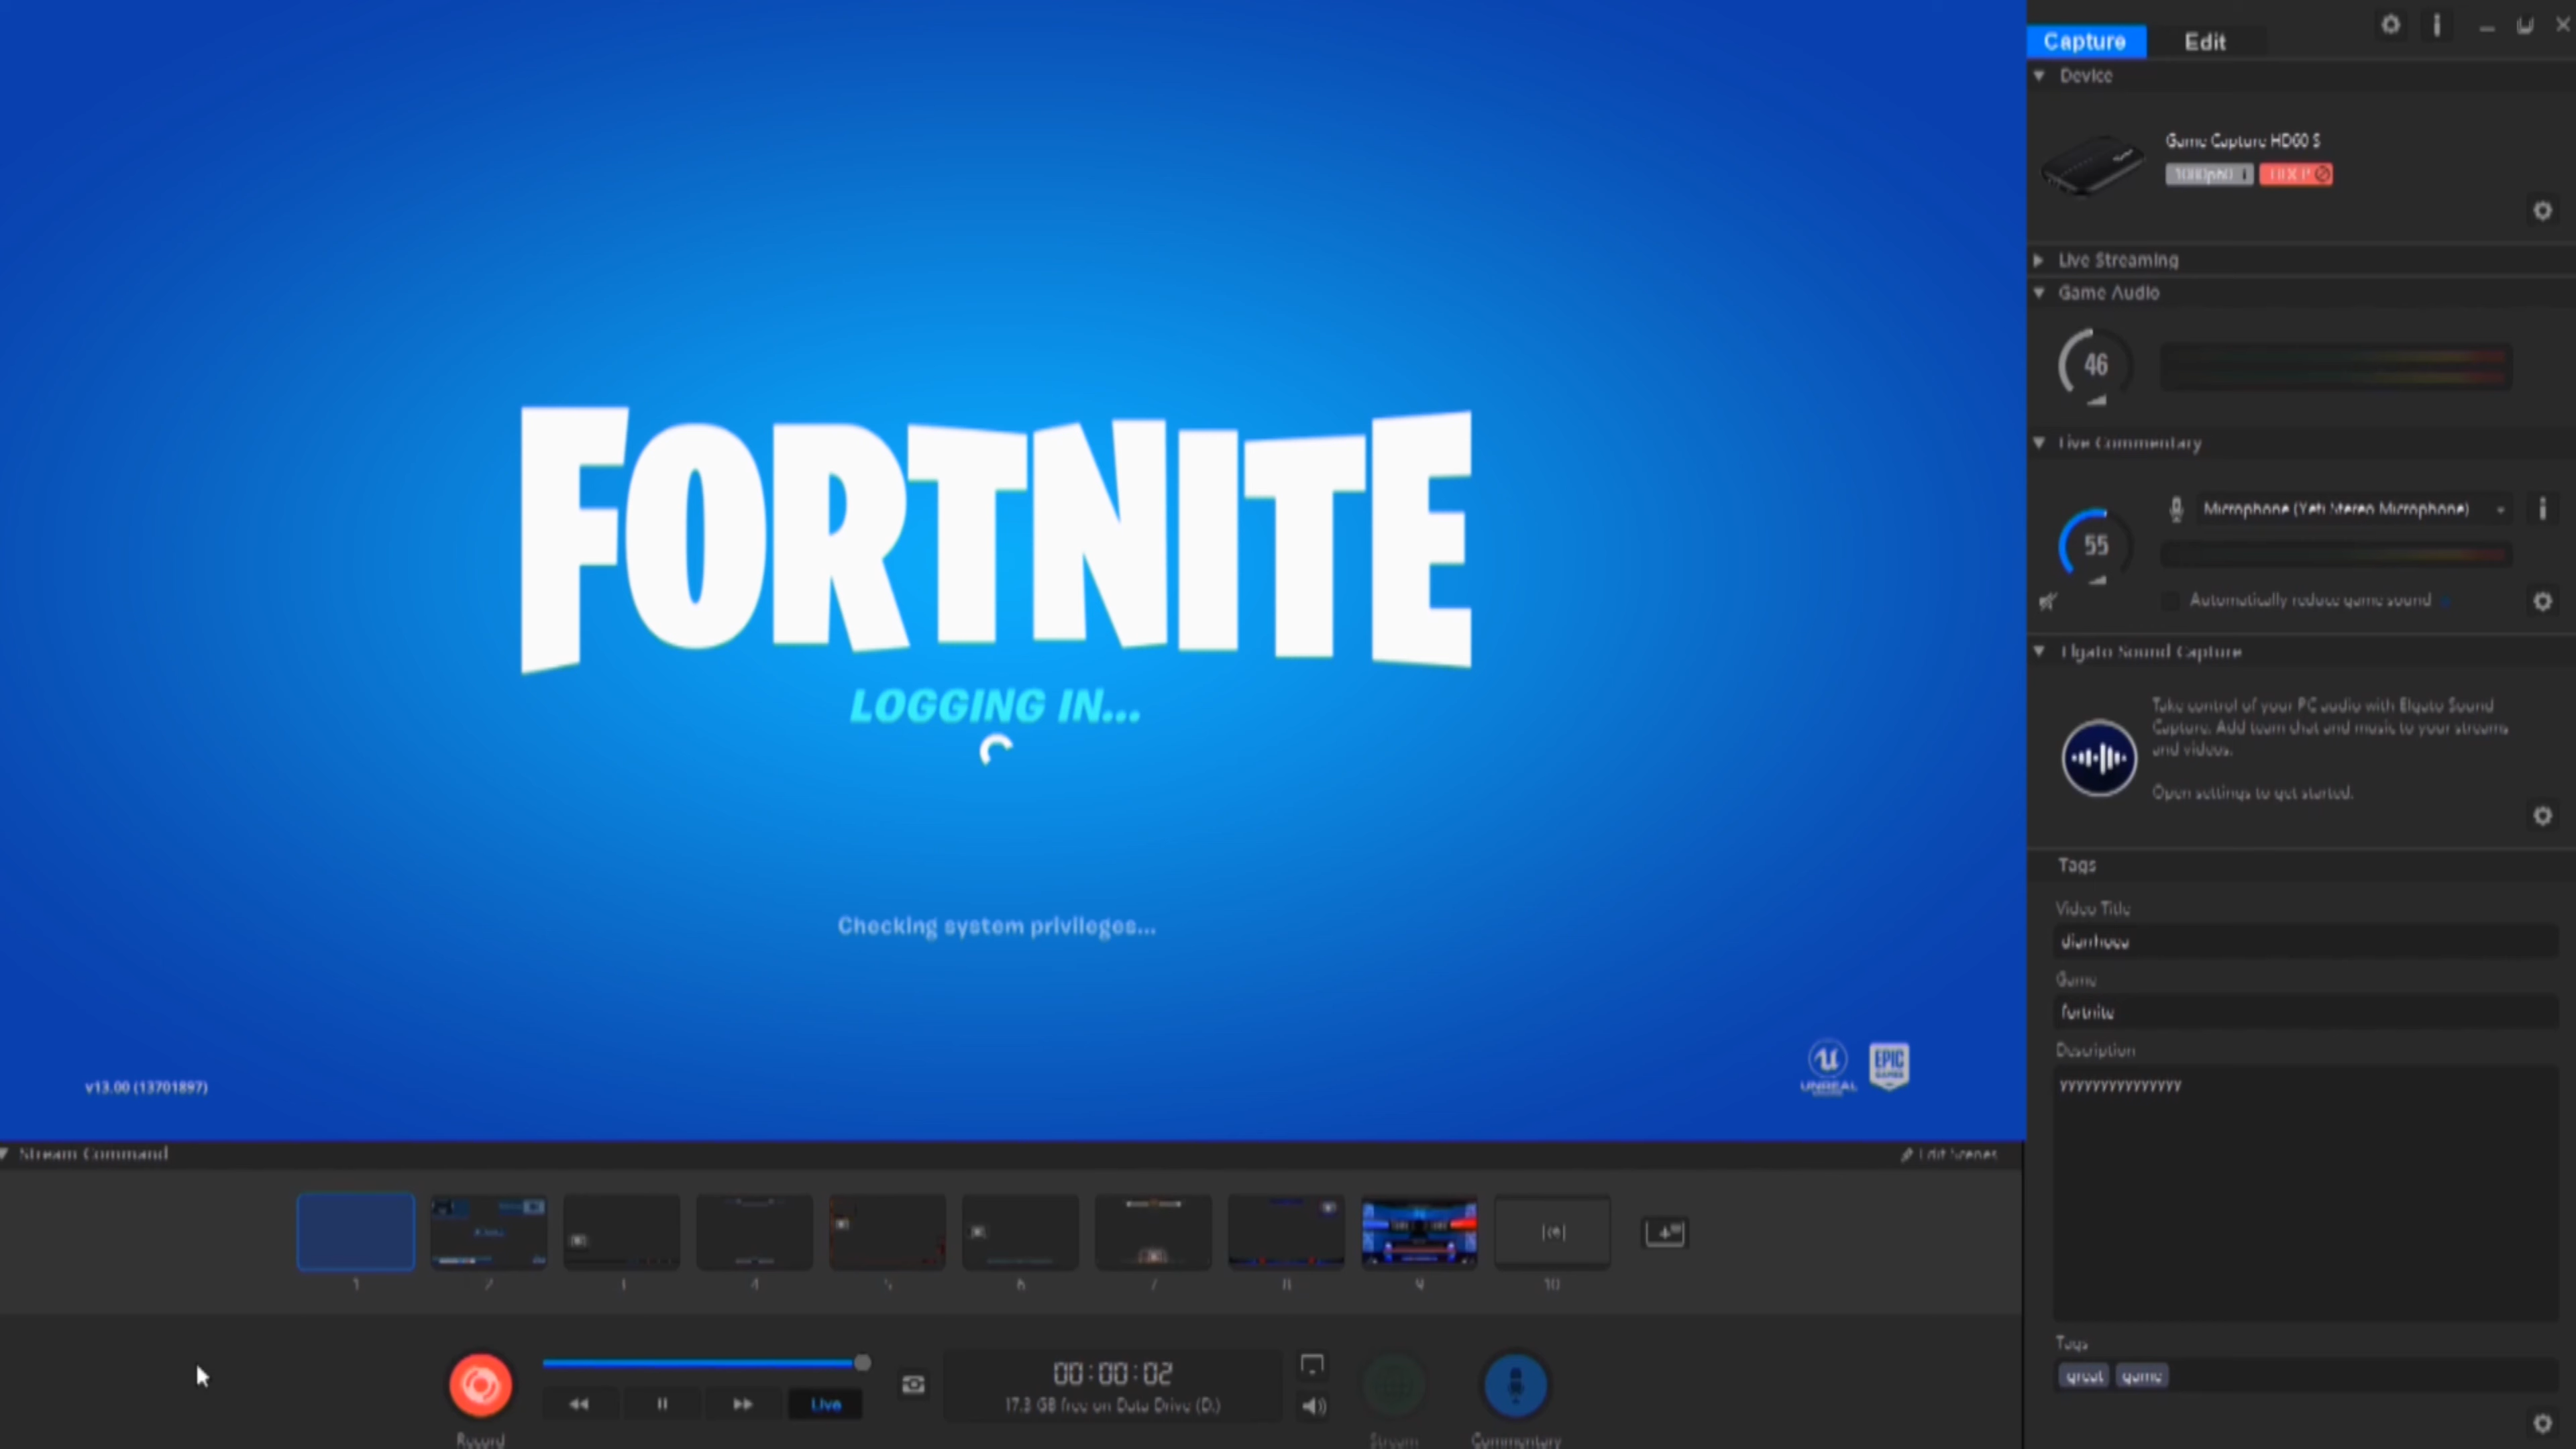 Capture
Edit
Device
Game Capture HD60 S
1080p60
Live Streaming
Game Audio
46
Live Commentary
Microphone (Yeti Stereo Microphone)
55
Automatically reduce game sound
Elgato Sound Capture
Take control of your PC audio with Elgato Sound
Capture. Add team chat and music to your streams
and videos.
Open settings to get started.
Tags
Video Title
diarrhoea
Game
fortnite
Description
yyyyyyyyyyyyyyy
Tags
great game
FORTNITE
LOGGING IN...
Checking system privileges...
v13.00 (13701897)
UNREAL
EPIC
GAMES
Stream Command
Edit Scenes
1 2 3 4 5 6 7 8 9 10
00:00:02
17.3 GB free on Data Drive (D:)
Live
Record
Stream
Commentary